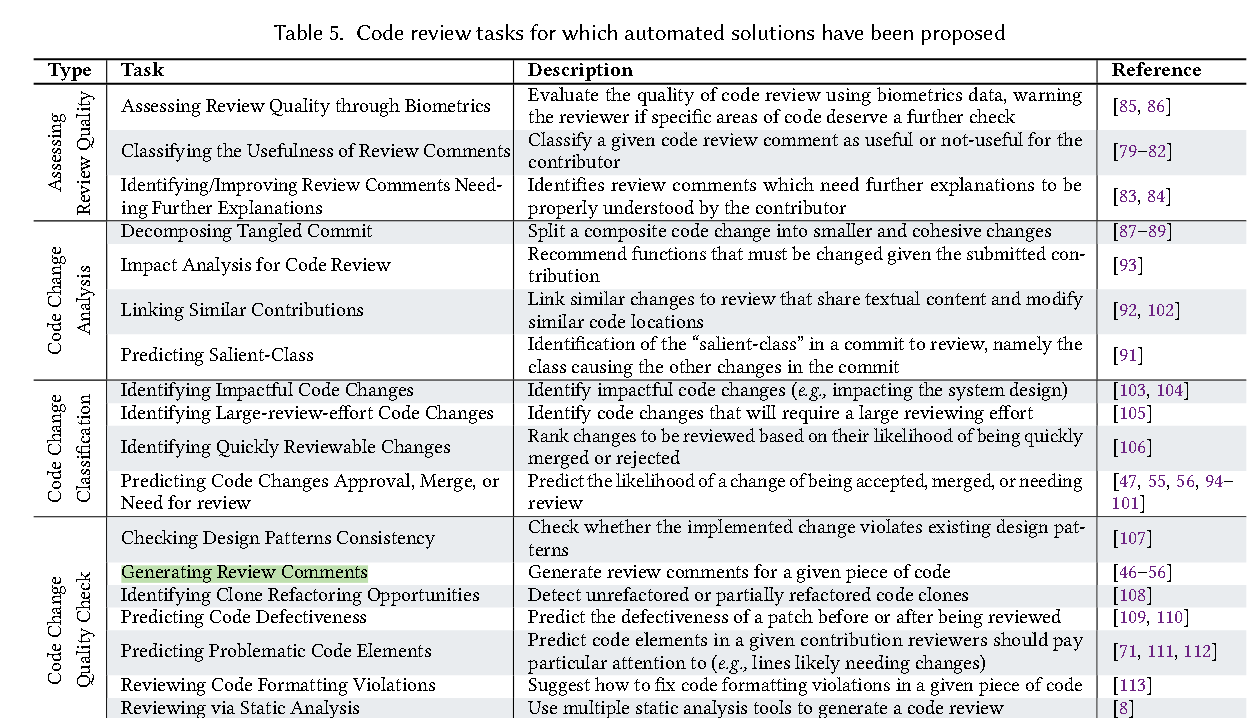 Table 5. Code review tasks for which automated solutions have been proposed
Type Task Description Reference
Assessing
Review Quality
Assessing Review Quality through Biometrics
Evaluate the quality of code review using biometrics data, warning
the reviewer if specific areas of code deserve a further check
[85, 86]
Classifying the Usefulness of Review Comments
Classify a given code review comment as useful or not-useful for the
contributor
[79–82]
Identifying/Improving Review Comments Need-
ing Further Explanations
Identifies review comments which need further explanations to be
properly understood by the contributor
[83, 84]
Code Change
Analysis
Decomposing Tangled Commit
Split a composite code change into smaller and cohesive changes
[87–89]
Impact Analysis for Code Review
Recommend functions that must be changed given the submitted con-
tribution
[93]
Linking Similar Contributions
Link similar changes to review that share textual content and modify
similar code locations
[92, 102]
Predicting Salient-Class
Identification of the “salient-class” in a commit to review, namely the
class causing the other changes in the commit
[91]
Code Change
Classification
Identifying Impactful Code Changes
Identify impactful code changes (e.g., impacting the system design)
[103, 104]
Identifying Large-review-effort Code Changes
Identify code changes that will require a large reviewing effort
[105]
Identifying Quickly Reviewable Changes
Rank changes to be reviewed based on their likelihood of being quickly
merged or rejected
[106]
Predicting Code Changes Approval, Merge, or
Need for review
Predict the likelihood of a change of being accepted, merged, or needing
review
[47, 55, 56, 94–
101]
Code Change
Quality Check
Checking Design Patterns Consistency
Check whether the implemented change violates existing design pat-
terns
[107]
Generating Review Comments
Generate review comments for a given piece of code
[46–56]
Identifying Clone Refactoring Opportunities
Detect unrefactored or partially refactored code clones
[108]
Predicting Code Defectiveness
Predict the defectiveness of a patch before or after being reviewed
[109, 110]
Predicting Problematic Code Elements
Predict code elements in a given contribution reviewers should pay
particular attention to (e.g., lines likely needing changes)
[71, 111, 112]
Reviewing Code Formatting Violations
Suggest how to fix code formatting violations in a given piece of code
[113]
Reviewing via Static Analysis
Use multiple static analysis tools to generate a code review
[8]